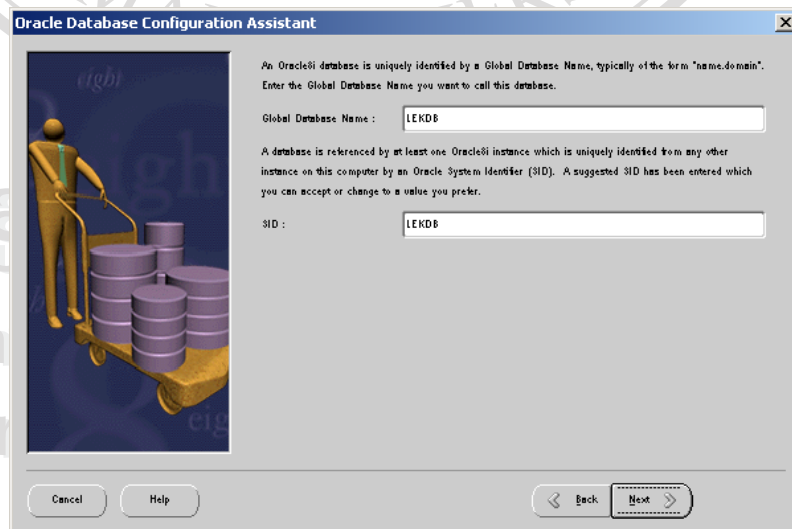 Oracle Database Configuration Assistant
eight
An Oracle8i database is uniquely identified by a Global Database Name, typically of the form "name.domain".
Enter the Global Database Name you want to call this database.
Global Database Name :
LEKDB
A database is referenced by at least one Oracle8i instance which is uniquely identified from any other
instance on this computer by an Oracle System Identifier (SID). A suggested SID has been entered which
you can accept or change to a value you prefer.
SID :
LEKDB
Cancel
Help
Back
Next